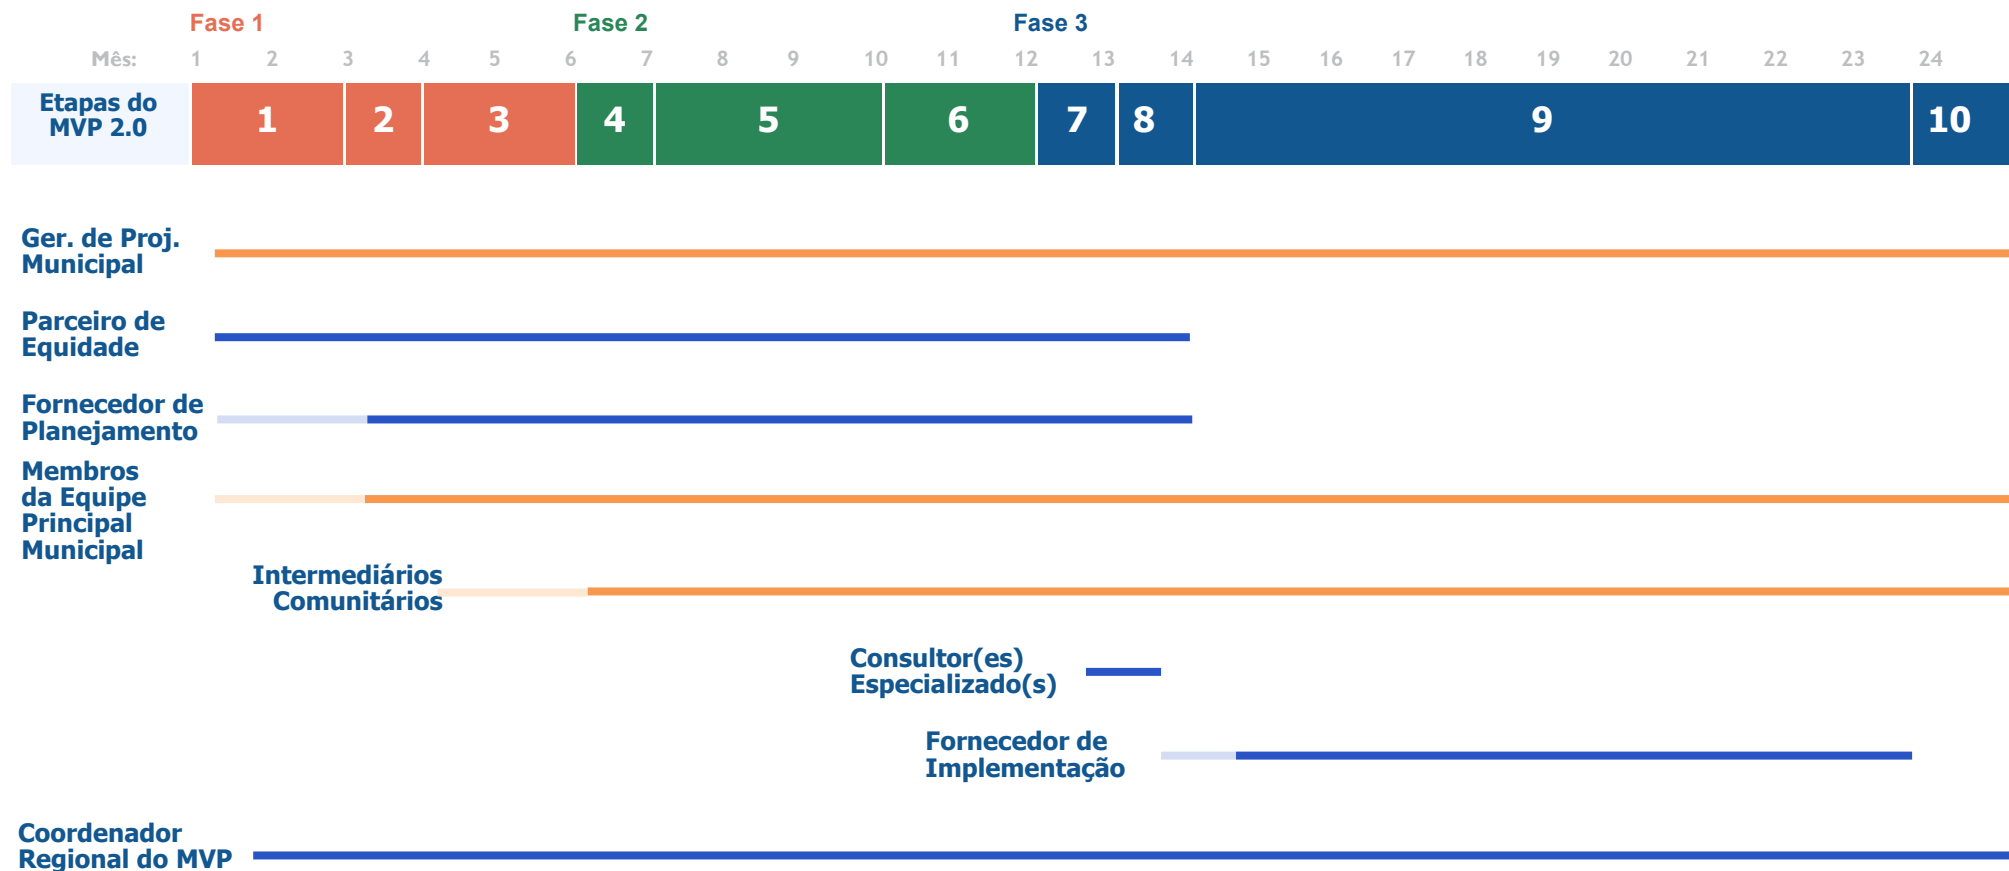 Fase 1 Fase 2 Fase 3
Mês: 1 2 3 4 5 6 7 8 9 10 11 12 13 14 15 16 17 18 19 20 21 22 23 24
Etapas do
MVP 2.0
1 2 3 4 5 6 7 8 9 10
Ger. de Proj.
Municipal
Parceiro de
Equidade
Fornecedor de
Planejamento
Membros
da Equipe
Principal
Municipal
Intermediários
Comunitários
Consultor(es)
Especializado(s)
Fornecedor de
Implementação
Coordenador
Regional do MVP